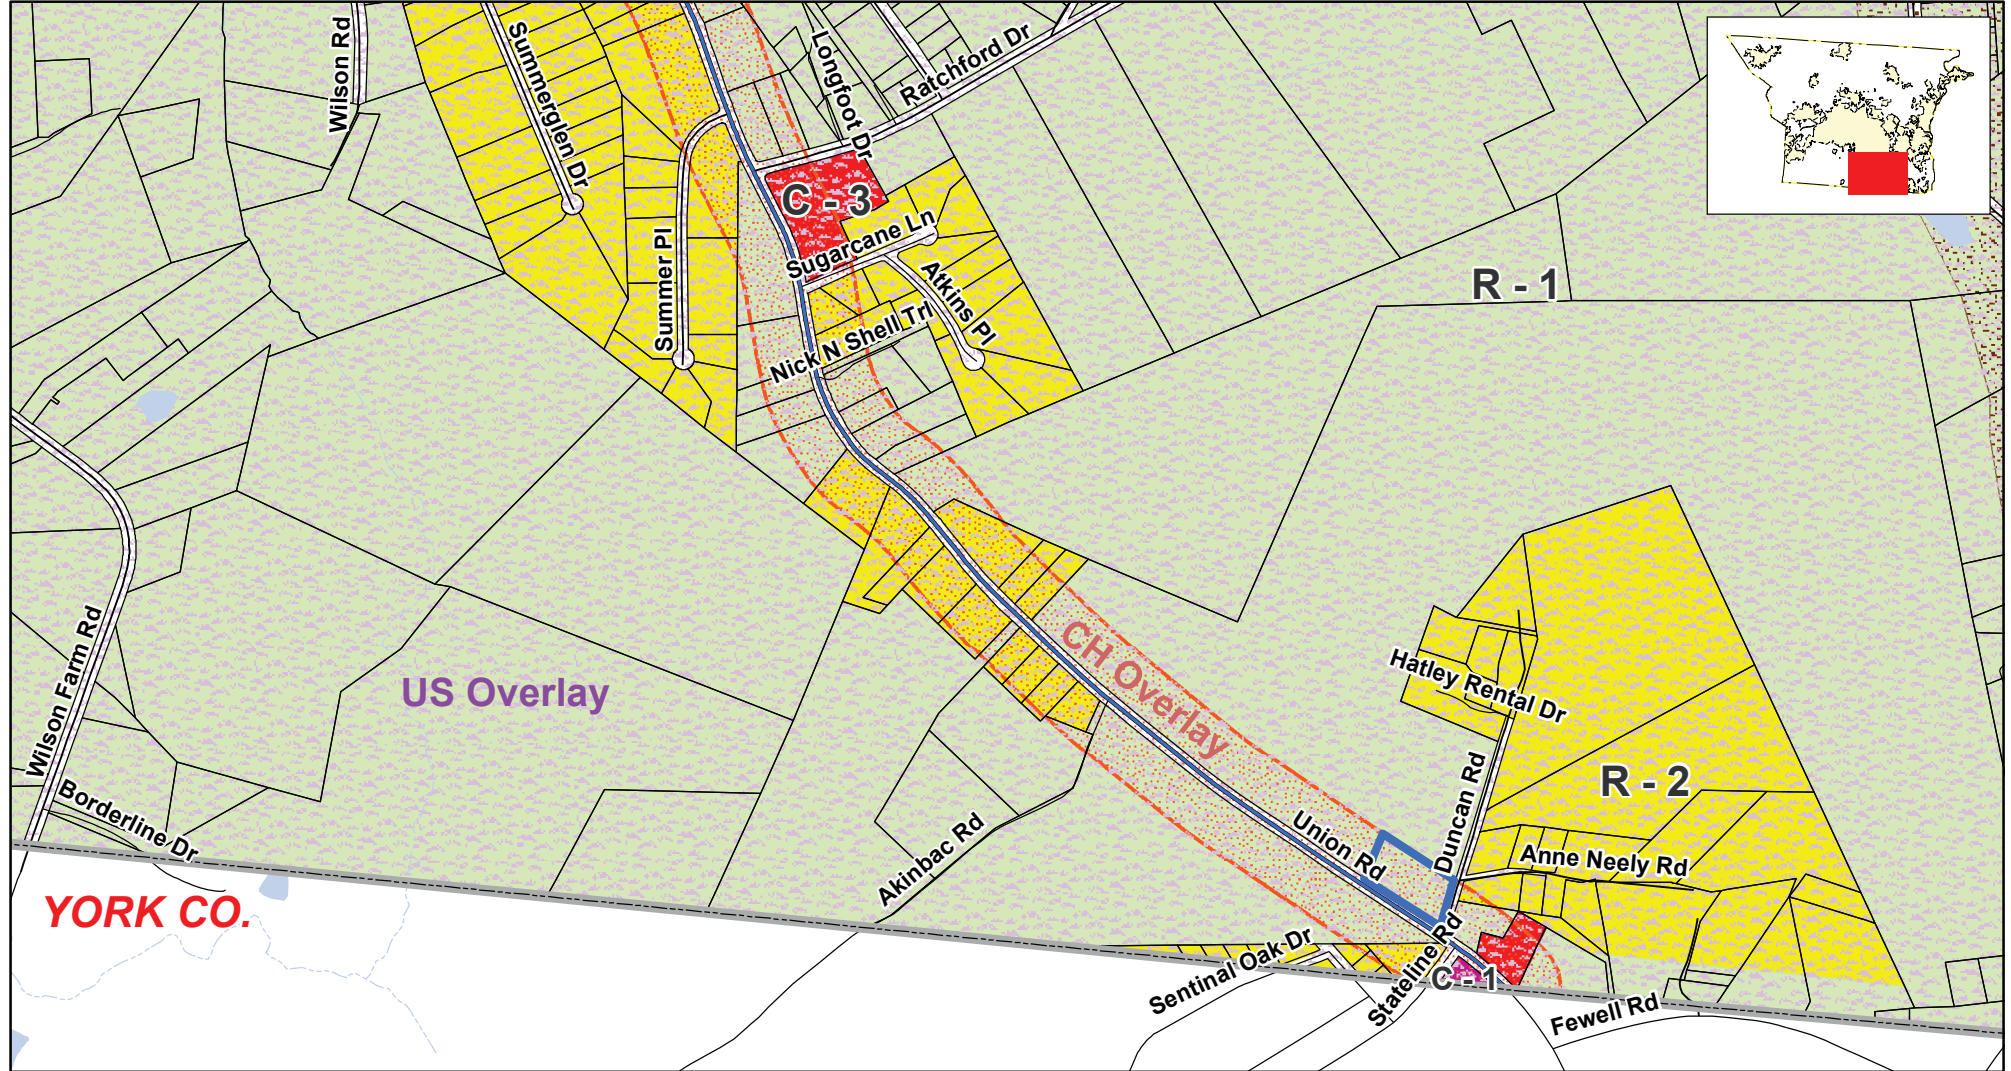 Wilson Rd
Summerglen Dr
Longfoot Dr
Ratchford Dr
C - 3
Sugarcane Ln
Summer Pl
Atkins Pl
Nick N Shell Trl
R - 1
Wilson Farm Rd
US Overlay
CH Overlay
Hatley Rental Dr
R - 2
Duncan Rd
Union Rd
Anne Neely Rd
Borderline Dr
Akinbac Rd
YORK CO.
Sentinal Oak Dr
Stateline Rd
C - 1
Fewell Rd